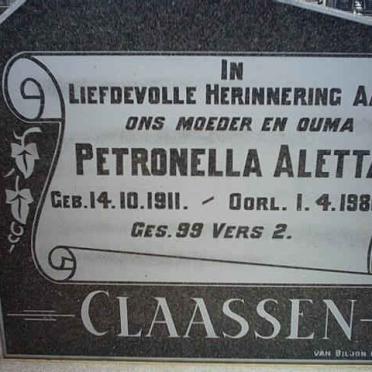 IN
LIEFDEVOLLE HERINNERING
ONS MOEDER EN OUMA
PETRONELLA ALETTA
GEB. 14.10.1911. – OORL. 1.4.198
GES. 99 VERS 2.
CLAASSEN
VAN BILJON